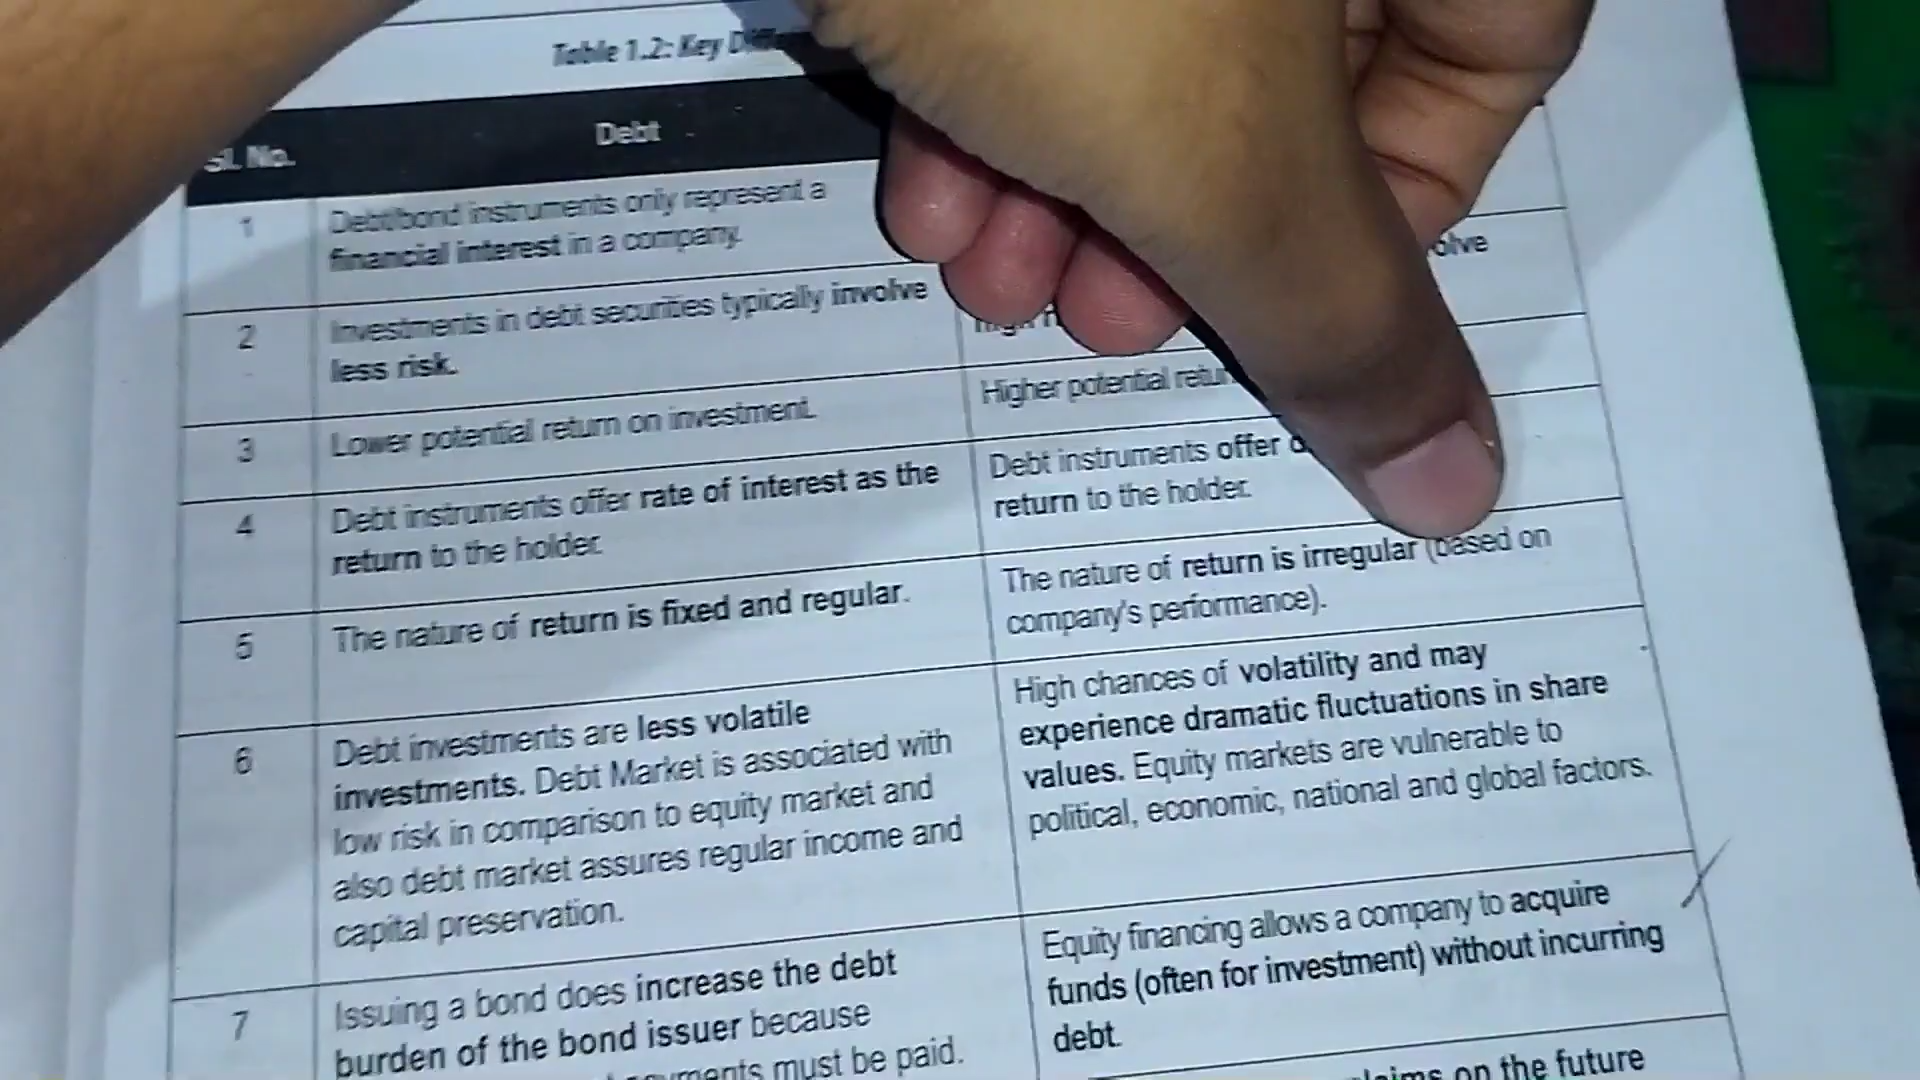 Table 1.2: Key
Sl. No.
Debt
1
Debt/bond instruments only represent a
financial interest in a company.
2
Investments in debt securities typically involve
less risk.
3
Lower potential return on investment.
Higher potential
4
Debt instruments offer rate of interest as the
return to the holder.
Debt instruments offer
return to the holder.
5
The nature of return is fixed and regular.
The nature of return is irregular (based on
company's performance).
6
Debt investments are less volatile
investments. Debt Market is associated with
low risk in comparison to equity market and
also debt market assures regular income and
capital preservation.
High chances of volatility and may
experience dramatic fluctuations in share
values. Equity markets are vulnerable to
political, economic, national and global factors.
7
Issuing a bond does increase the debt
burden of the bond issuer because
must be paid.
Equity financing allows a company to acquire
funds (often for investment) without incurring
debt.
on the future